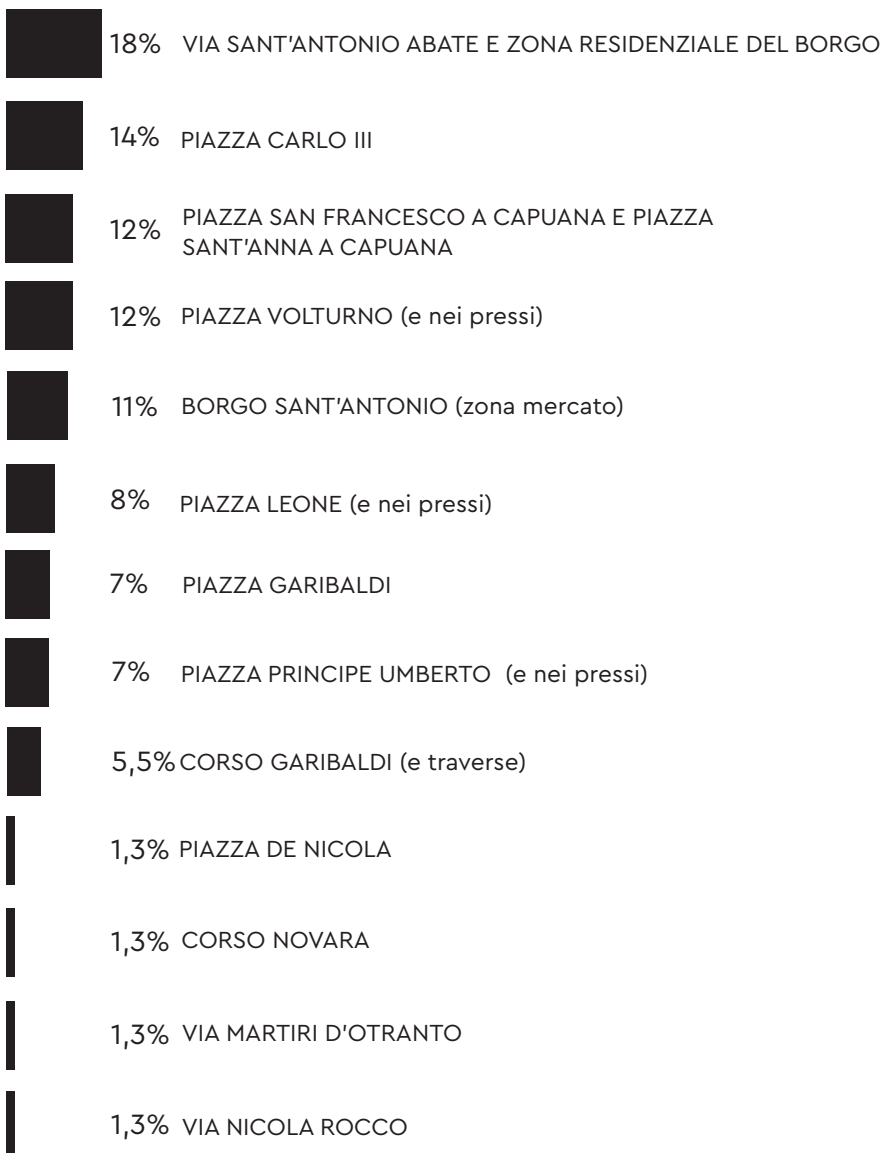 18% VIA SANT'ANTONIO ABATE E ZONA RESIDENZIALE DEL BORGO
14% PIAZZA CARLO III
12% PIAZZA SAN FRANCESCO A CAPUANA E PIAZZA
SANT'ANNA A CAPUANA
12% PIAZZA VOLTURNO (e nei pressi)
11% BORGO SANT'ANTONIO (zona mercato)
8% PIAZZA LEONE (e nei pressi)
7% PIAZZA GARIBALDI
7% PIAZZA PRINCIPE UMBERTO (e nei pressi)
5,5% CORSO GARIBALDI (e traverse)
1,3% PIAZZA DE NICOLA
1,3% CORSO NOVARA
1,3% VIA MARTIRI D'OTRANTO
1,3% VIA NICOLA ROCCO